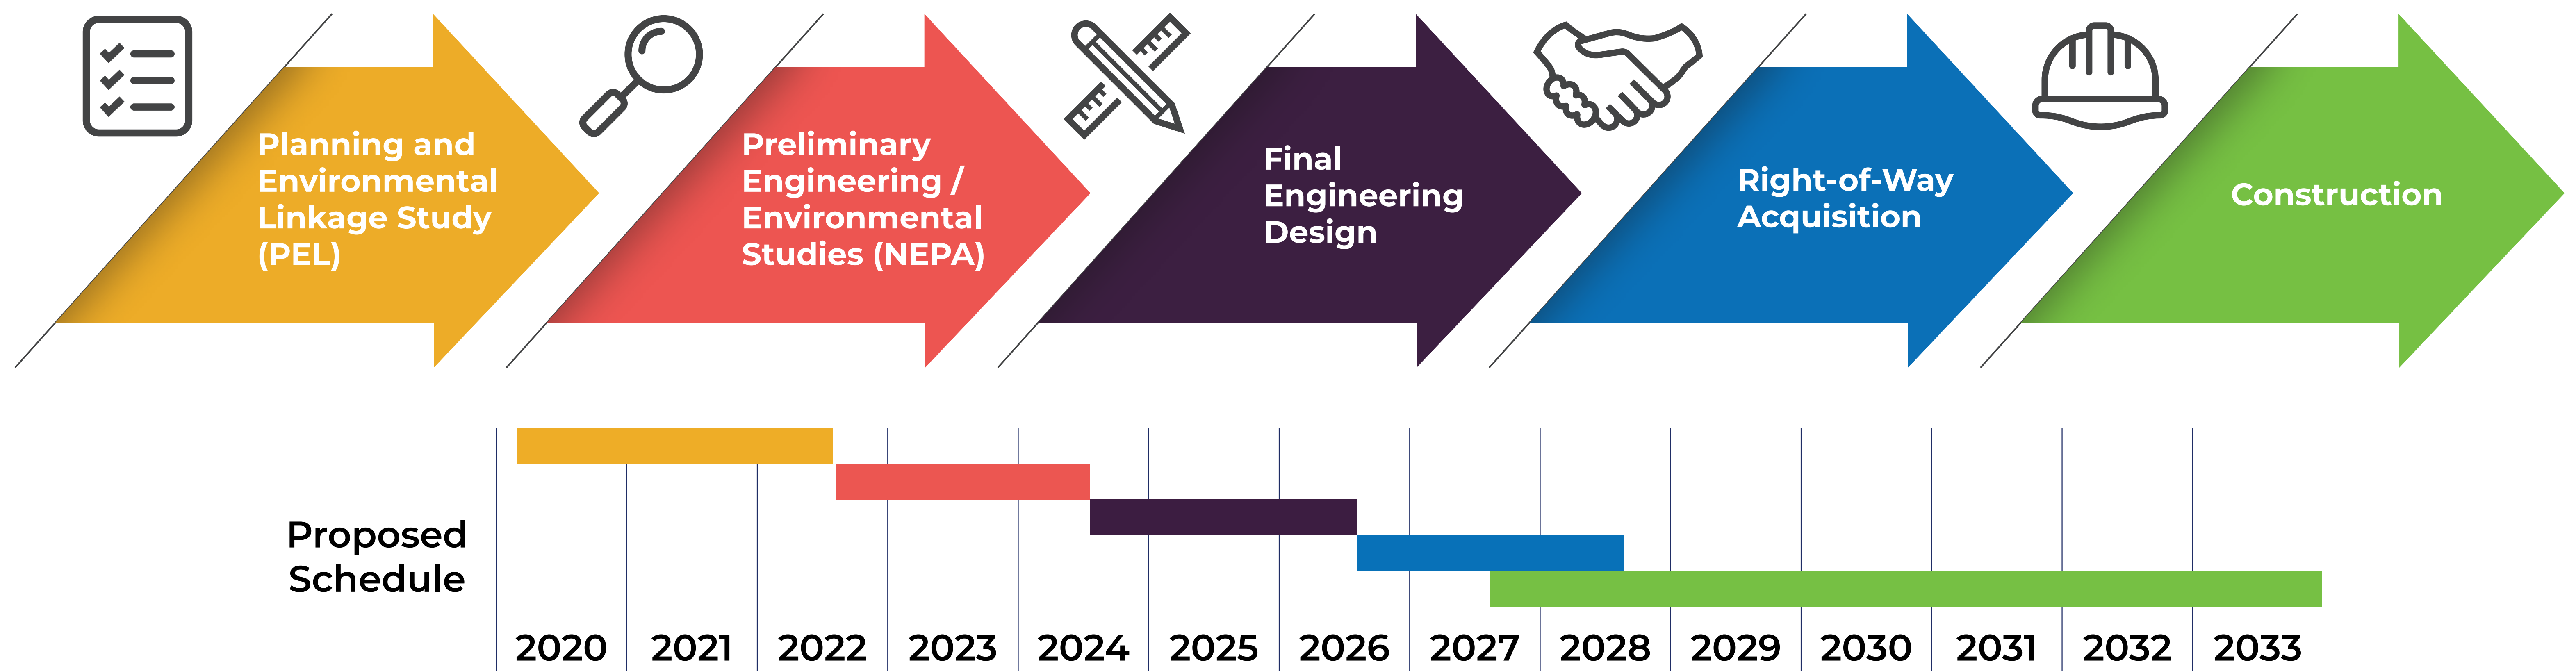 Planning and
Environmental
Linkage Study
(PEL)
Preliminary
Engineering /
Environmental
Studies (NEPA)
Final
Engineering
Design
Right-of-Way
Acquisition
Construction
Proposed
Schedule
2020 2021 2022 2023 2024 2025 2026 2027 2028 2029 2030 2031 2032 2033